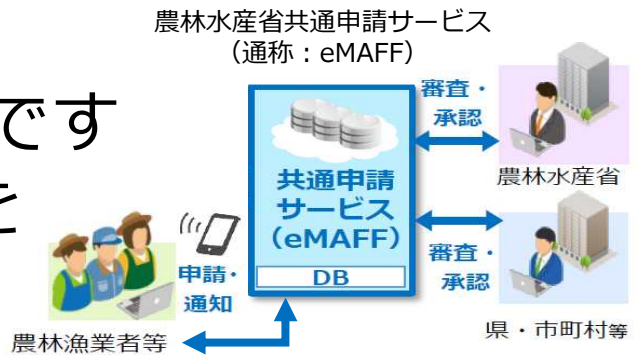 農林水産省共通申請サービス
（通称：eMAFF）
です
と
審査・
承認
農林水産省
共通申請
サービス
（eMAFF）
DB
申請・
通知
審査・
承認
農林漁業者等
県・市町村等